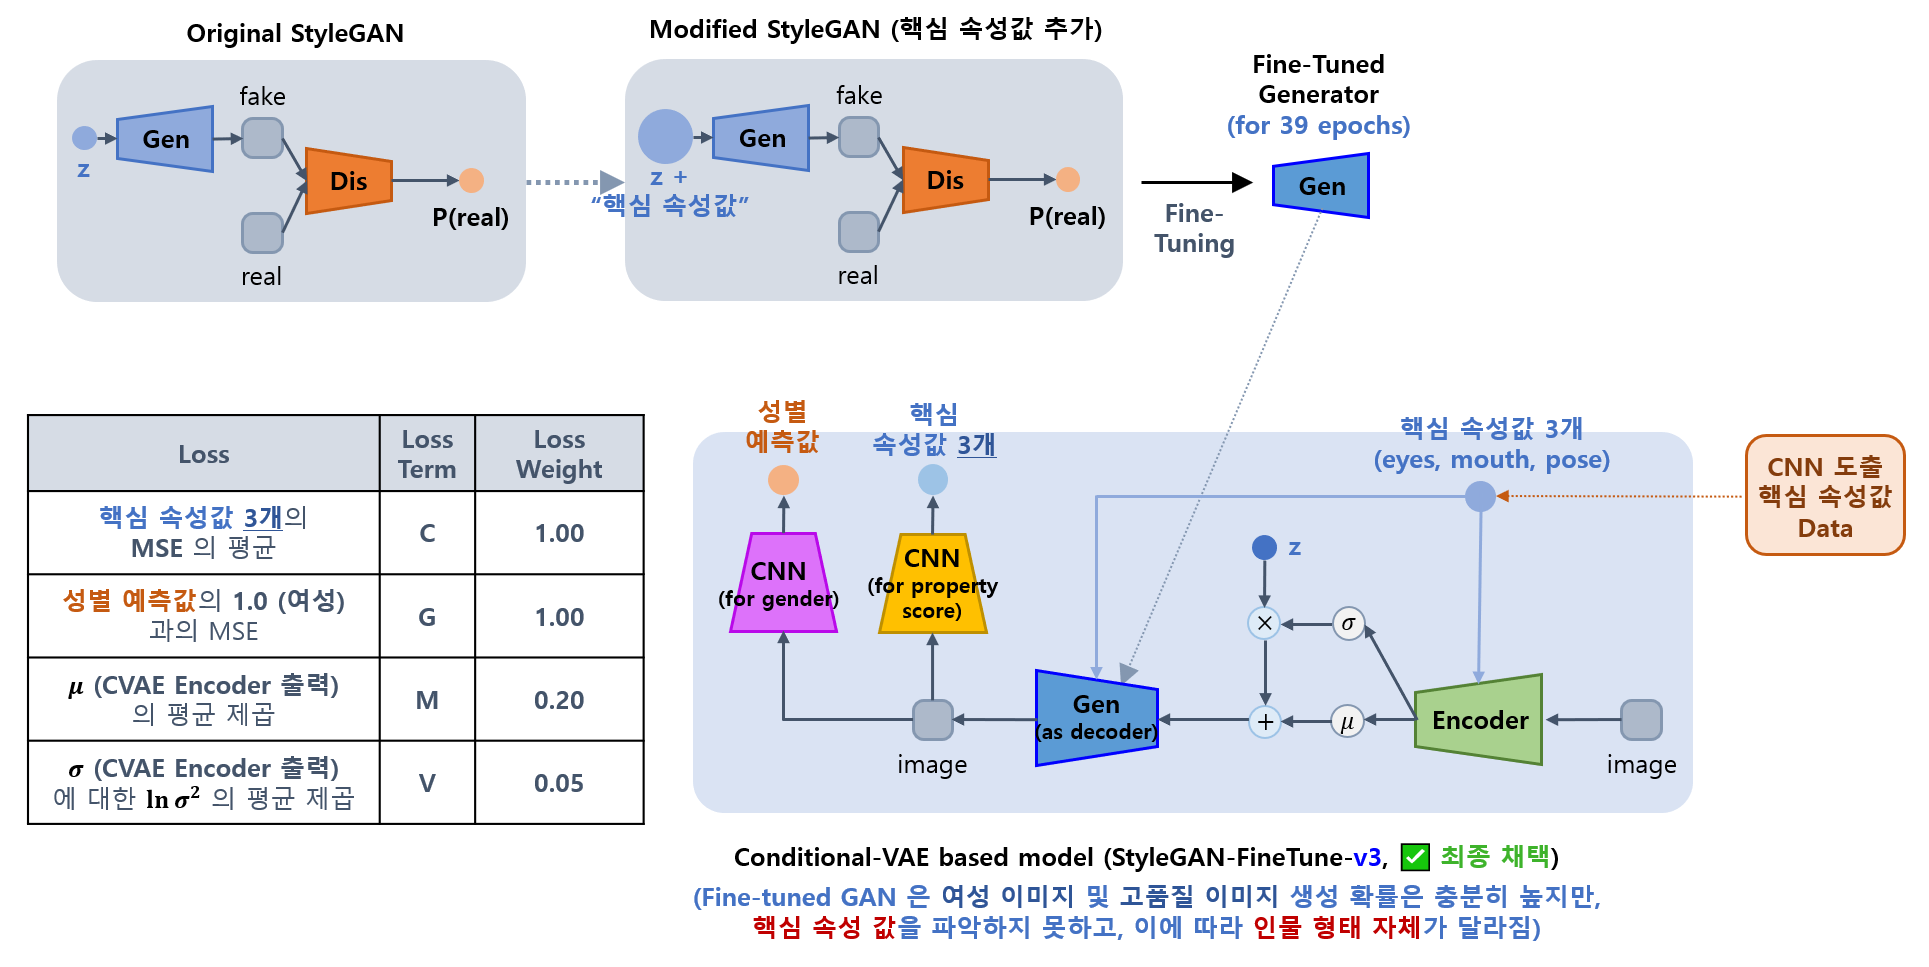 Original StyleGAN
fake
Gen
z
Dis
P(real)
real
Modified StyleGAN (핵심 속성값 추가)
fake
Gen
z +
“핵심 속성값”
Dis
P(real)
real
Fine-
Tuning
Fine-Tuned
Generator
(for 39 epochs)
Gen
Loss
Loss
Term
Loss
Weight
핵심 속성값 3개의
MSE 의 평균
C
1.00
성별 예측값의 1.0 (여성)
과의 MSE
G
1.00
μ (CVAE Encoder 출력)
의 평균 제곱
M
0.20
σ (CVAE Encoder 출력)
에 대한 ln σ² 의 평균 제곱
V
0.05
성별
예측값
핵심
속성값 3개
핵심 속성값 3개
(eyes, mouth, pose)
CNN 도출
핵심 속성값
Data
CNN
(for gender)
CNN
(for property
score)
z
×
σ
Gen
(as decoder)
+
μ
Encoder
image
image
Conditional-VAE based model (StyleGAN-FineTune-v3, ✅ 최종 채택)
(Fine-tuned GAN 은 여성 이미지 및 고품질 이미지 생성 확률은 충분히 높지만,
핵심 속성 값을 파악하지 못하고, 이에 따라 인물 형태 자체가 달라짐)